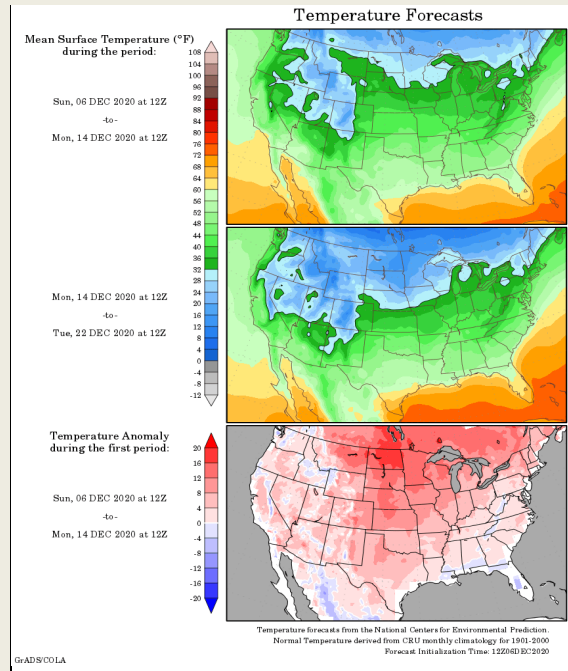 Temperature Forecasts
Mean Surface Temperature (°F)
during the period:
Sun, 06 DEC 2020 at 12Z
-to-
Mon, 14 DEC 2020 at 12Z
108
104
100
96
92
88
84
80
76
72
68
64
60
56
52
48
44
40
36
32
28
24
20
16
12
8
4
0
-4
-8
-12
Mon, 14 DEC 2020 at 12Z
-to-
Tue, 22 DEC 2020 at 12Z
Temperature Anomaly
during the first period:
Sun, 06 DEC 2020 at 12Z
-to-
Mon, 14 DEC 2020 at 12Z
20
16
12
8
4
0
-4
-8
-12
-16
-20
Temperature forecasts from the National Centers for Environmental Prediction.
Normal Temperature derived from CRU monthly climatology for 1901-2000
Forecast Initialization Time: 12Z06DEC2020
GrADS/COLA